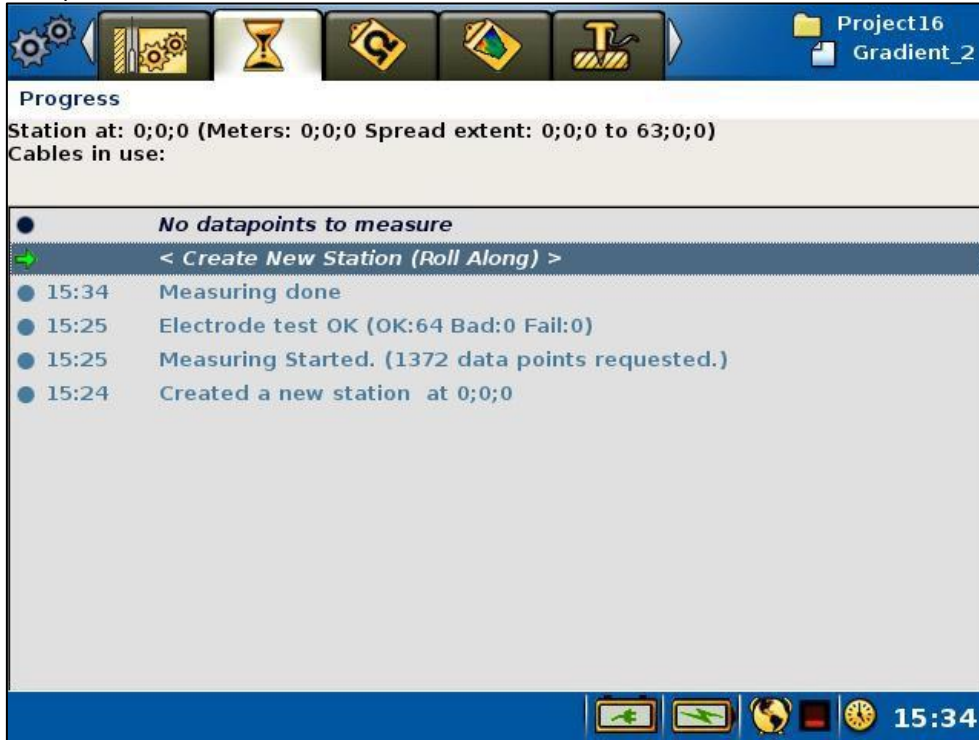 Project16
Gradient_2
Progress
Station at: 0;0;0 (Meters: 0;0;0 Spread extent: 0;0;0 to 63;0;0)
Cables in use:
No datapoints to measure
< Create New Station (Roll Along) >
15:34 Measuring done
15:25 Electrode test OK (OK:64 Bad:0 Fail:0)
15:25 Measuring Started. (1372 data points requested.)
15:24 Created a new station at 0;0;0
15:34